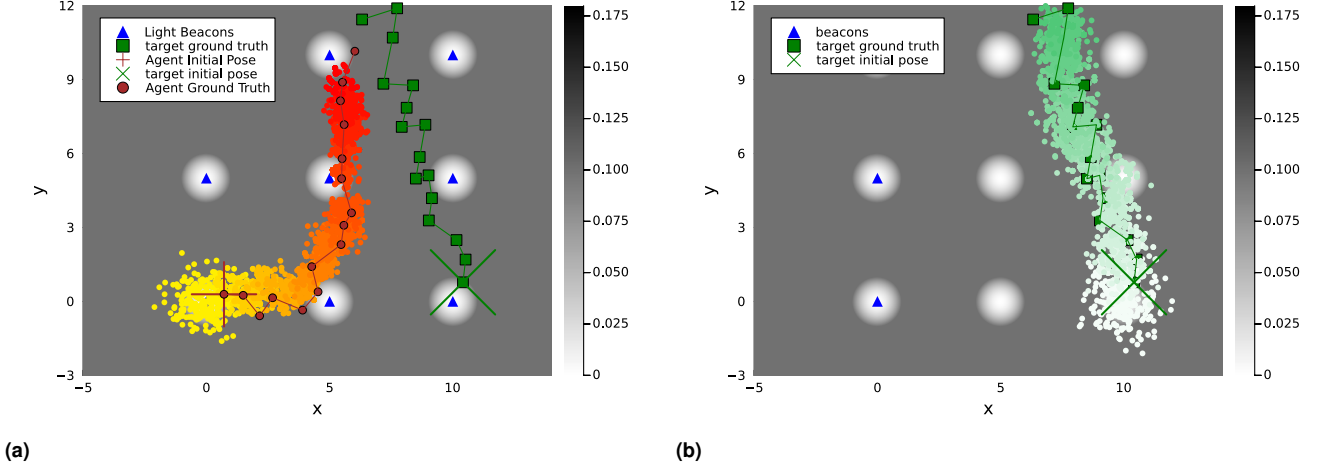 12
9
6
3
0
−3
y
−5
0
5
10
x
Light Beacons
target ground truth
Agent Initial Pose
target initial pose
Agent Ground Truth
0.175
0.150
0.125
0.100
0.075
0.050
0.025
0
(a)
12
9
6
3
0
−3
y
−5
0
5
10
x
beacons
target ground truth
target initial pose
0.175
0.150
0.125
0.100
0.075
0.050
0.025
0
(b)